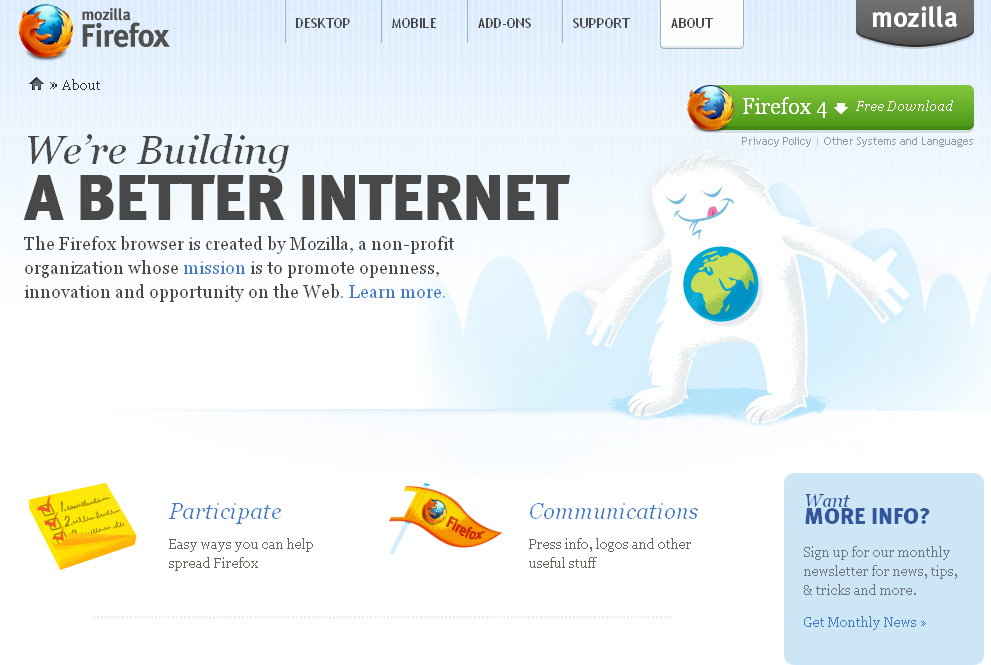 mozilla
Firefox
DESKTOP
MOBILE
ADD-ONS
SUPPORT
ABOUT
mozilla
» About
Firefox 4 Free Download
Privacy Policy | Other Systems and Languages
We're Building
A BETTER INTERNET
The Firefox browser is created by Mozilla, a non-profit
organization whose mission is to promote openness,
innovation and opportunity on the Web. Learn more.
Participate
Easy ways you can help
spread Firefox
Firefox
Communications
Press info, logos and other
useful stuff
Want
MORE INFO?
Sign up for our monthly
newsletter for news, tips,
& tricks and more.
Get Monthly News »